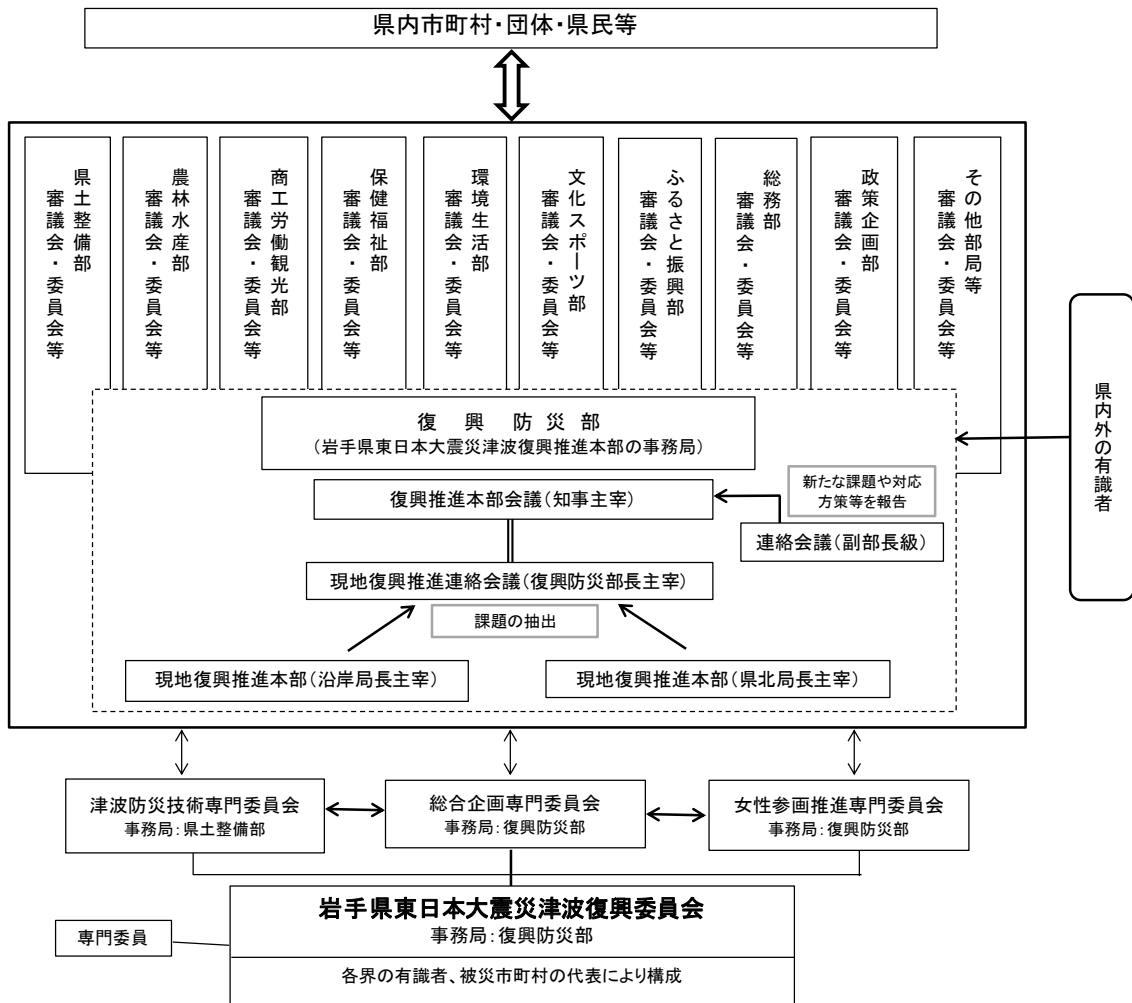 県内市町村・団体・県民等
県土整備部
審議会・委員会等
農林水産部
審議会・委員会等
商工労働観光部
審議会・委員会等
保健福祉部
審議会・委員会等
環境生活部
審議会・委員会等
文化スポーツ部
審議会・委員会等
ふるさと振興部
審議会・委員会等
総務部
審議会・委員会等
政策企画部
審議会・委員会等
その他部局等
審議会・委員会等
県内外の有識者
復興防災部
(岩手県東日本大震災津波復興推進本部の事務局)
復興推進本部会議(知事主宰)
新たな課題や対応
方策等を報告
連絡会議(副部長級)
現地復興推進連絡会議(復興防災部長主宰)
課題の抽出
現地復興推進本部(沿岸局長主宰)
現地復興推進本部(県北局長主宰)
津波防災技術専門委員会
事務局:県土整備部
総合企画専門委員会
事務局:復興防災部
女性参画推進専門委員会
事務局:復興防災部
岩手県東日本大震災津波復興委員会
事務局:復興防災部
専門委員
各界の有識者、被災市町村の代表により構成